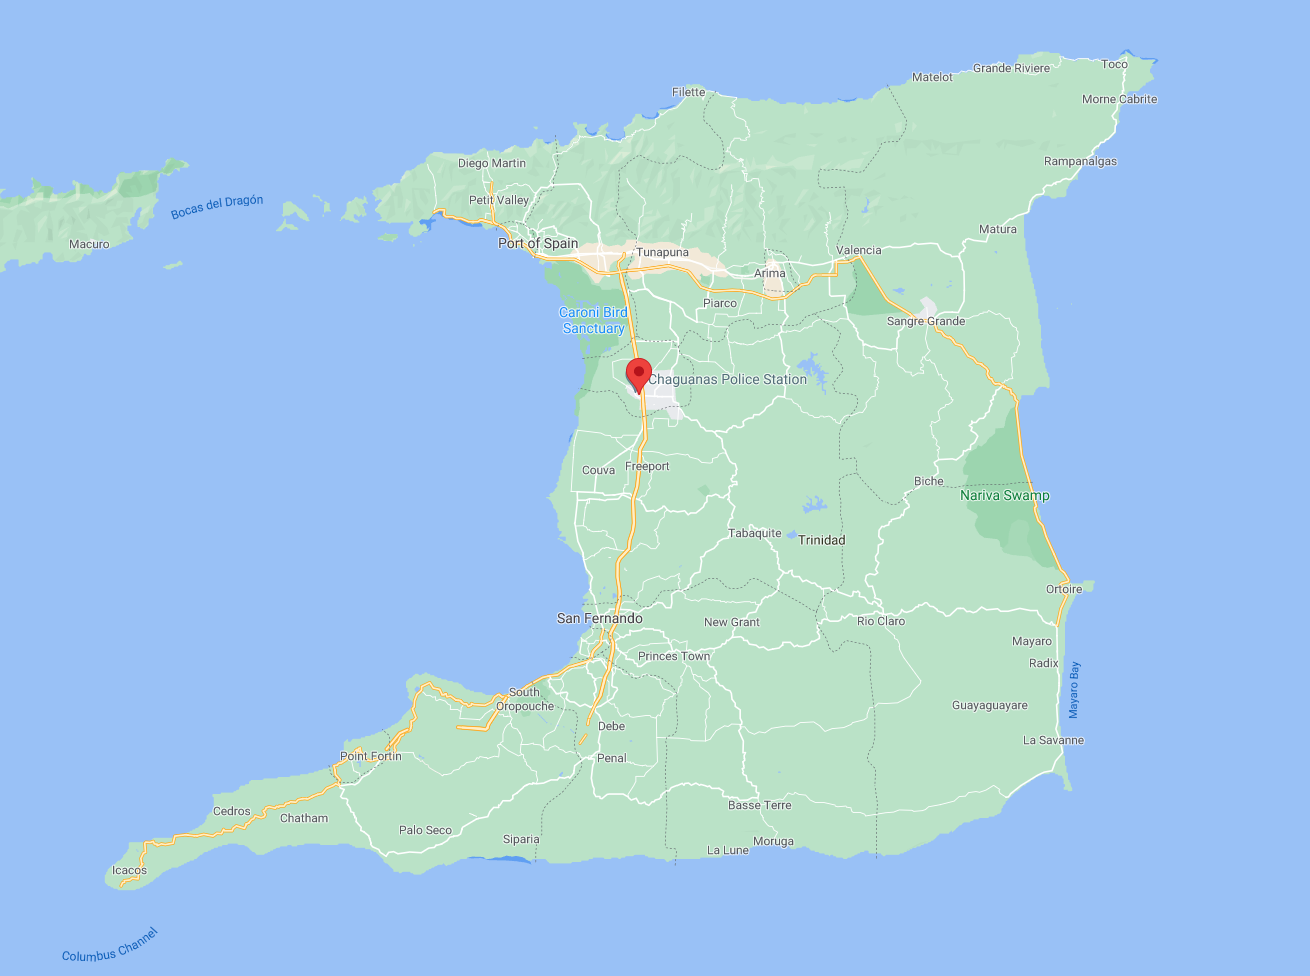 Toco
Grande Riviere
Matelot
Filette
Morne Cabrite
Diego Martin
Rampanalgas
Bocas del Dragón
Petit Valley
Macuro
Port of Spain
Matura
Tunapuna
Valencia
Arima
Piarco
Caroni Bird
Sanctuary
Sangre Grande
Chaguanas Police Station
Couva
Freeport
Biche
Nariva Swamp
Tabaquite
Trinidad
Ortoire
San Fernando
New Grant
Rio Claro
Mayaro
Princes Town
Radix
Mayaro Bay
South
Oropouche
Guayaguayare
Debe
La Savanne
Point Fortin
Penal
Basse Terre
Cedros
Chatham
Palo Seco
Siparia
Moruga
La Lune
Icacos
Columbus Channel